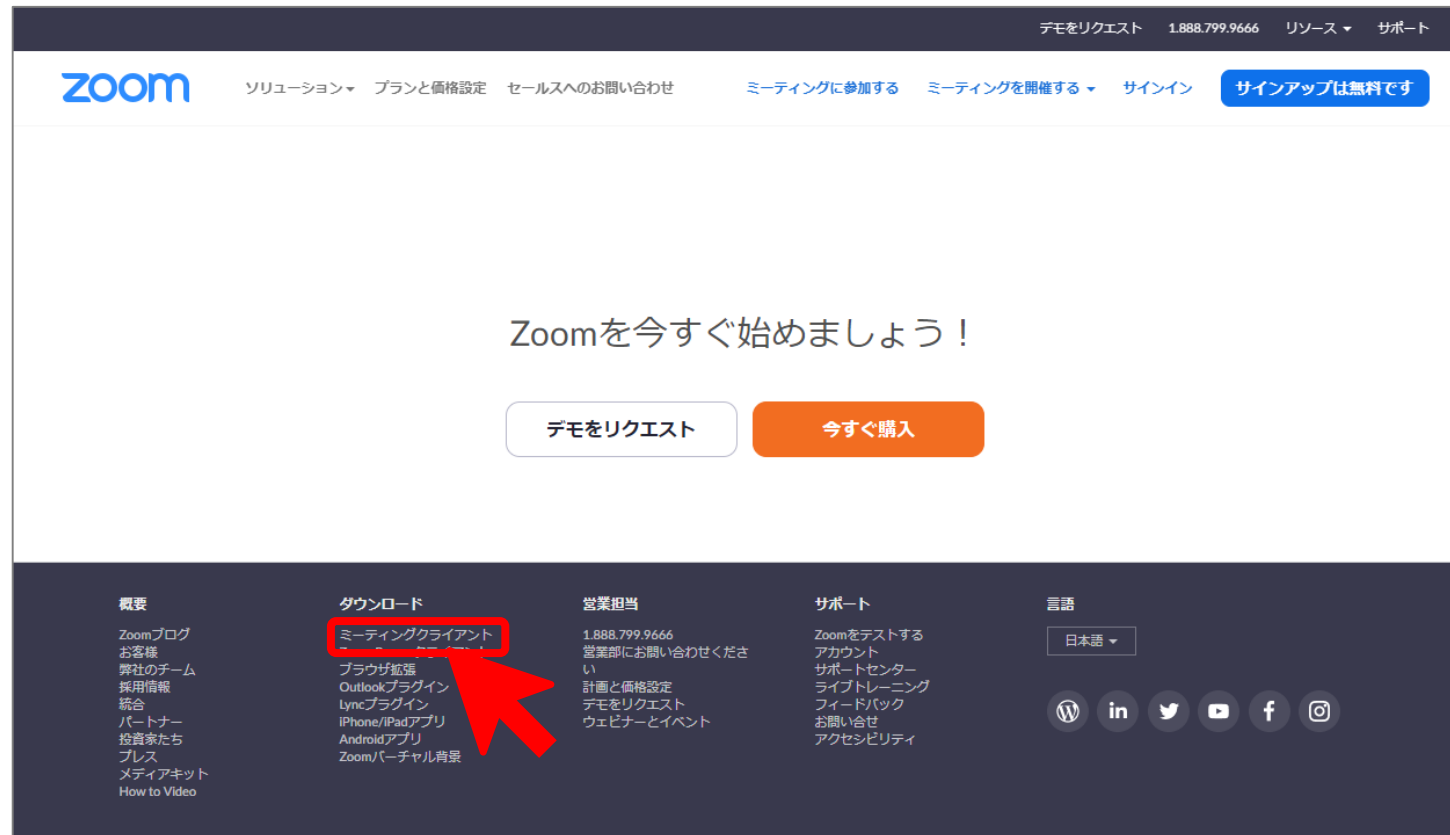 デモをリクエスト 1.888.799.9666 リソース サポート
zoom ソリューション プランと価格設定 セールスへのお問い合わせ ミーティングに参加する ミーティングを開催する サインイン サインアップは無料です
Zoomを今すぐ始めましょう！
デモをリクエスト 今すぐ購入
概要
Zoomブログ
お客様
弊社のチーム
採用情報
統合
パートナー
投資家たち
プレス
メディアキット
How to Video
ダウンロード
ミーティングクライアント
ブラウザ拡張
Outlookプラグイン
Lyncプラグイン
iPhone/iPadアプリ
Androidアプリ
Zoomバーチャル背景
営業担当
1.888.799.9666
営業部にお問い合わせくださ
い
計画と価格設定
デモをリクエスト
ウェビナーとイベント
サポート
Zoomをテストする
アカウント
サポートセンター
ライブトレーニング
フィードバック
お問い合せ
アクセシビリティ
言語
日本語